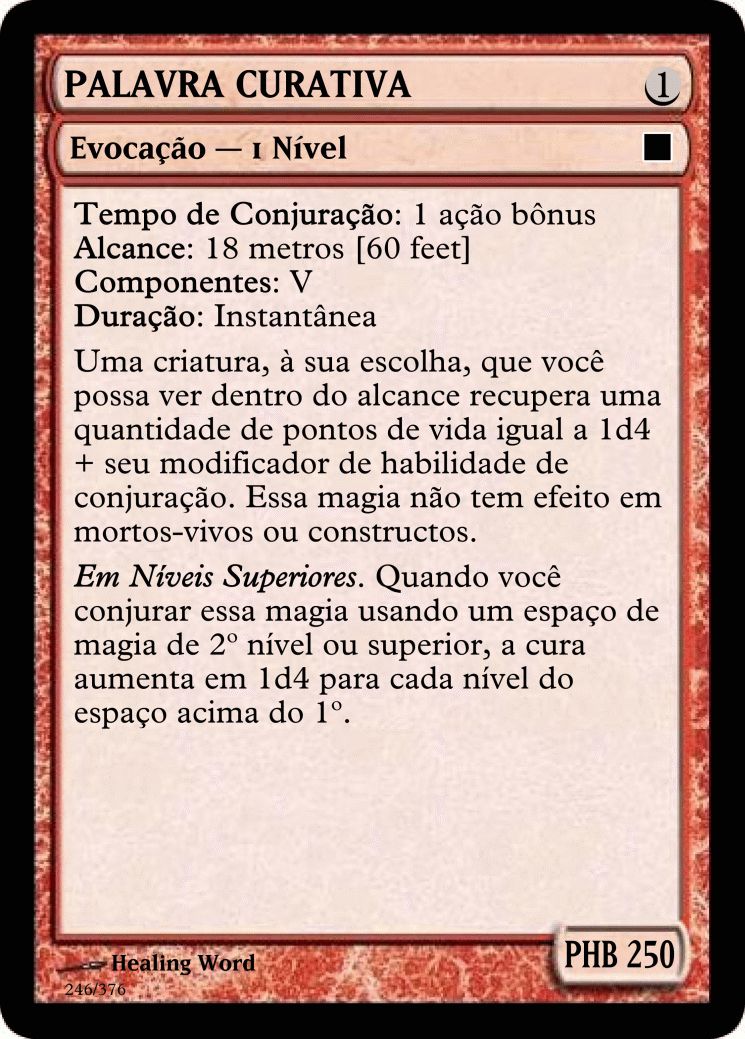 PALAVRA CURATIVA 1
Evocação — 1 Nível
Tempo de Conjuração: 1 ação bônus
Alcance: 18 metros [60 feet]
Componentes: V
Duração: Instantânea
Uma criatura, à sua escolha, que você
possa ver dentro do alcance recupera uma
quantidade de pontos de vida igual a 1d4
+ seu modificador de habilidade de
conjuração. Essa magia não tem efeito em
mortos-vivos ou constructos.
Em Níveis Superiores. Quando você
conjurar essa magia usando um espaço de
magia de 2º nível ou superior, a cura
aumenta em 1d4 para cada nível do
espaço acima do 1º.
PHB 250
Healing Word
246/376